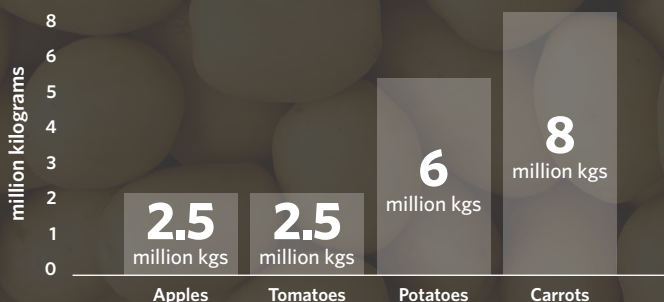 million kilograms
8
6
5
4
3
2
1
0
2.5
million kgs
2.5
million kgs
6
million kgs
8
million kgs
Apples
Tomatoes
Potatoes
Carrots